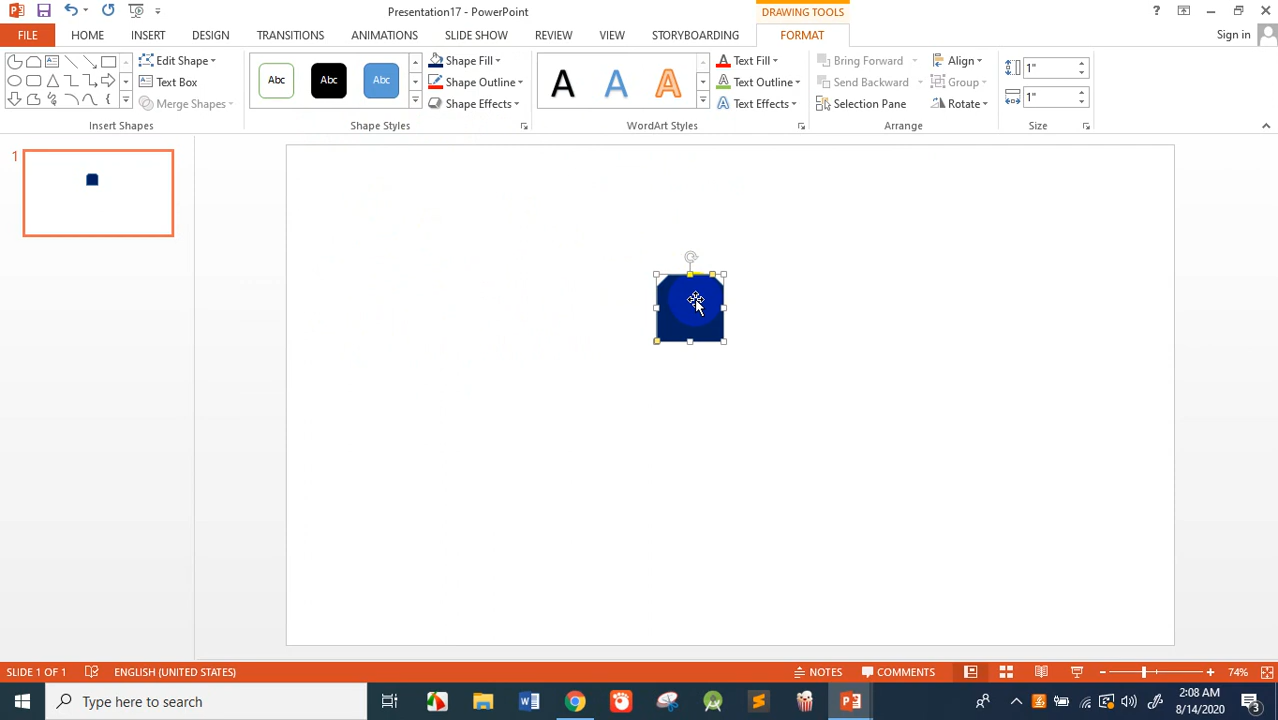 Presentation17 - PowerPoint
DRAWING TOOLS
?
FILE HOME INSERT DESIGN TRANSITIONS ANIMATIONS SLIDE SHOW REVIEW VIEW STORYBOARDING FORMAT Sign in
Edit Shape
Text Box
Merge Shapes
Insert Shapes
Abc Abc Abc
Shape Fill
Shape Outline
Shape Effects
Shape Styles
A A A
Text Fill
Text Outline
Text Effects
WordArt Styles
Bring Forward
Send Backward
Selection Pane
Align
Group
Rotate
Arrange
1"
1"
Size
1
SLIDE 1 OF 1 ENGLISH (UNITED STATES) NOTES COMMENTS 74%
Type here to search
2:08 AM
8/14/2020
3